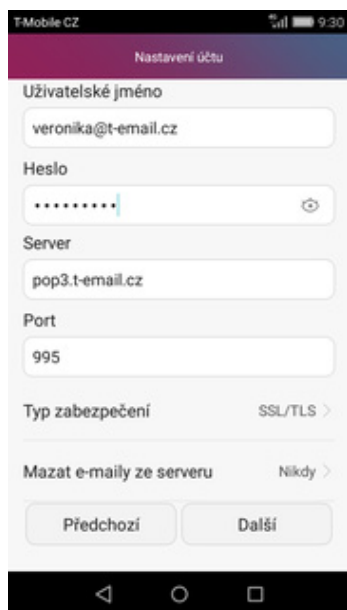 T-Mobile CZ 9:30
Nastavení účtu
Uživatelské jméno
veronika@t-email.cz
Heslo
•••••••••
Server
pop3.t-email.cz
Port
995
Typ zabezpečení SSL/TLS
Mazat e-maily ze serveru Nikdy
Předchozí Další